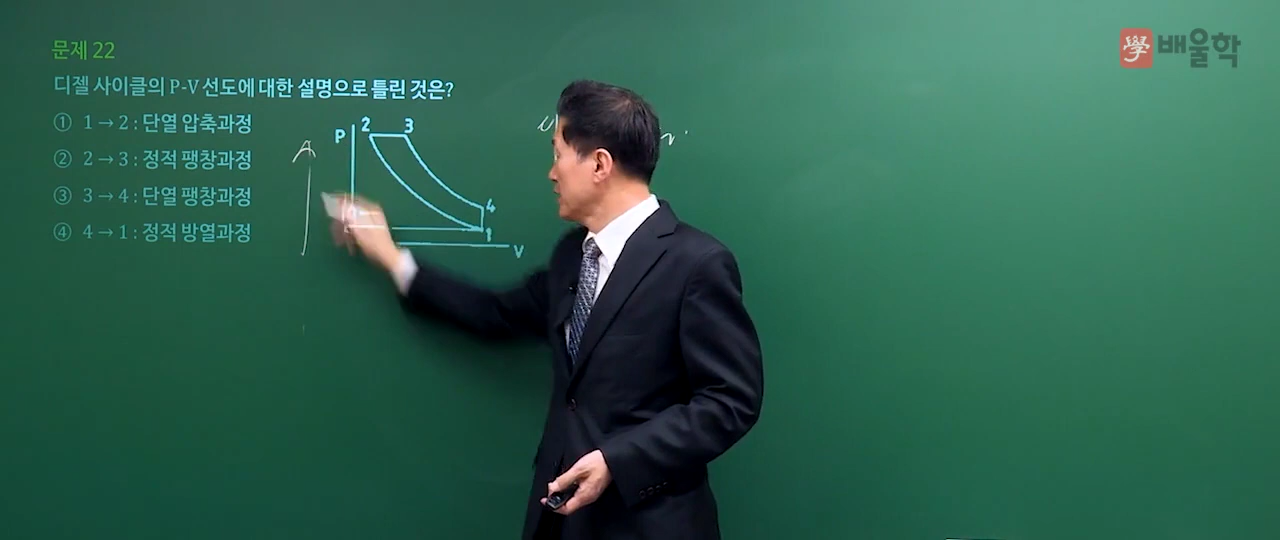 學 배울학
문제 22
디젤 사이클의 P-V 선도에 대한 설명으로 틀린 것은?
① 1 → 2 : 단열 압축과정
② 2 → 3 : 정적 팽창과정
③ 3 → 4 : 단열 팽창과정
④ 4 → 1 : 정적 방열과정
P 2 3
4
1
V